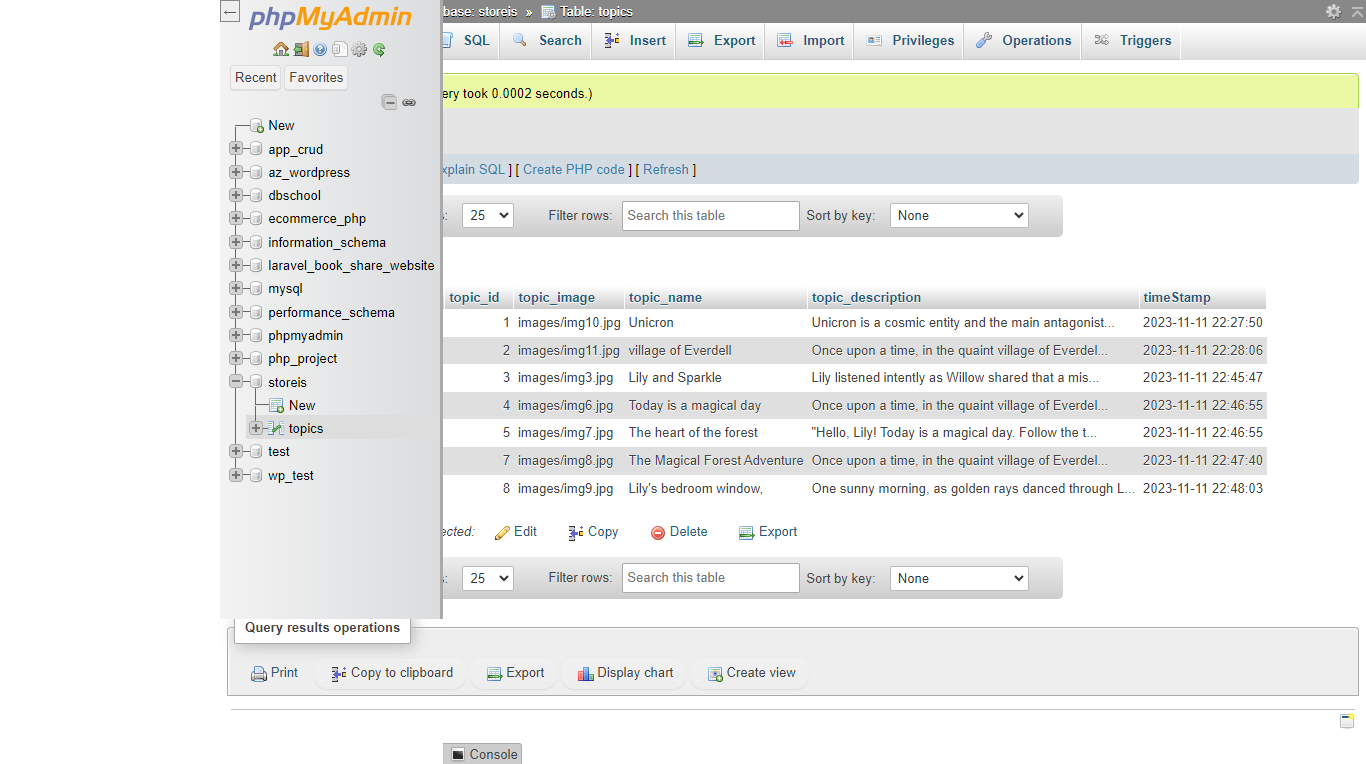 phpMyAdmin
base: storeis » Table: topics
SQL Search Insert Export Import Privileges Operations Triggers
Recent Favorites
ery took 0.0002 seconds.)
New
app_crud
az_wordpress
dbschool
ecommerce_php
information_schema
laravel_book_share_website
mysql
performance_schema
phpmyadmin
php_project
storeis
New
topics
test
wp_test
xplain SQL ] [ Create PHP code ] [ Refresh ]
s: 25 Filter rows: Search this table Sort by key: None
topic_id topic_image topic_name topic_description timeStamp
1 images/img10.jpg Unicron Unicron is a cosmic entity and the main antagonist... 2023-11-11 22:27:50
2 images/img11.jpg village of Everdell Once upon a time, in the quaint village of Everdel... 2023-11-11 22:28:06
3 images/img3.jpg Lily and Sparkle Lily listened intently as Willow shared that a mis... 2023-11-11 22:45:47
4 images/img6.jpg Today is a magical day Once upon a time, in the quaint village of Everdel... 2023-11-11 22:46:55
5 images/img7.jpg The heart of the forest "Hello, Lily! Today is a magical day. Follow the t... 2023-11-11 22:46:55
7 images/img8.jpg The Magical Forest Adventure Once upon a time, in the quaint village of Everdel... 2023-11-11 22:47:40
8 images/img9.jpg Lily's bedroom window, One sunny morning, as golden rays danced through L... 2023-11-11 22:48:03
ected: Edit Copy Delete Export
s: 25 Filter rows: Search this table Sort by key: None
Query results operations
Print Copy to clipboard Export Display chart Create view
Console